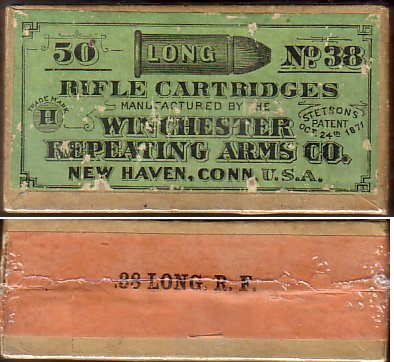 50 LONG Nº 38
RIFLE CARTRIDGES
MANUFACTURED BY THE
TRADE MARK
H
STETSONS
PATENT
OCT. 24TH 1871
WINCHESTER
REPEATING ARMS CO.
NEW HAVEN, CONN. U.S.A.
.38 LONG. R. F.